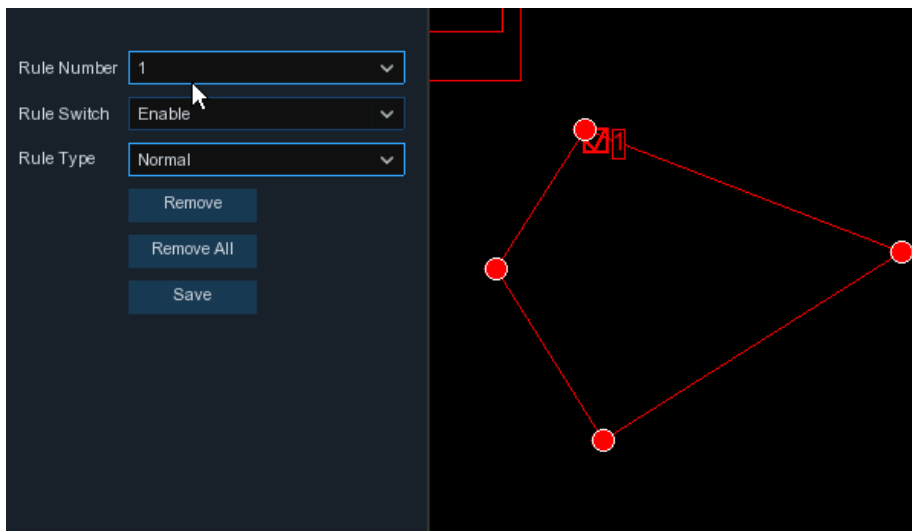 Rule Number 1
Rule Switch Enable
Rule Type Normal
Remove
Remove All
Save
1